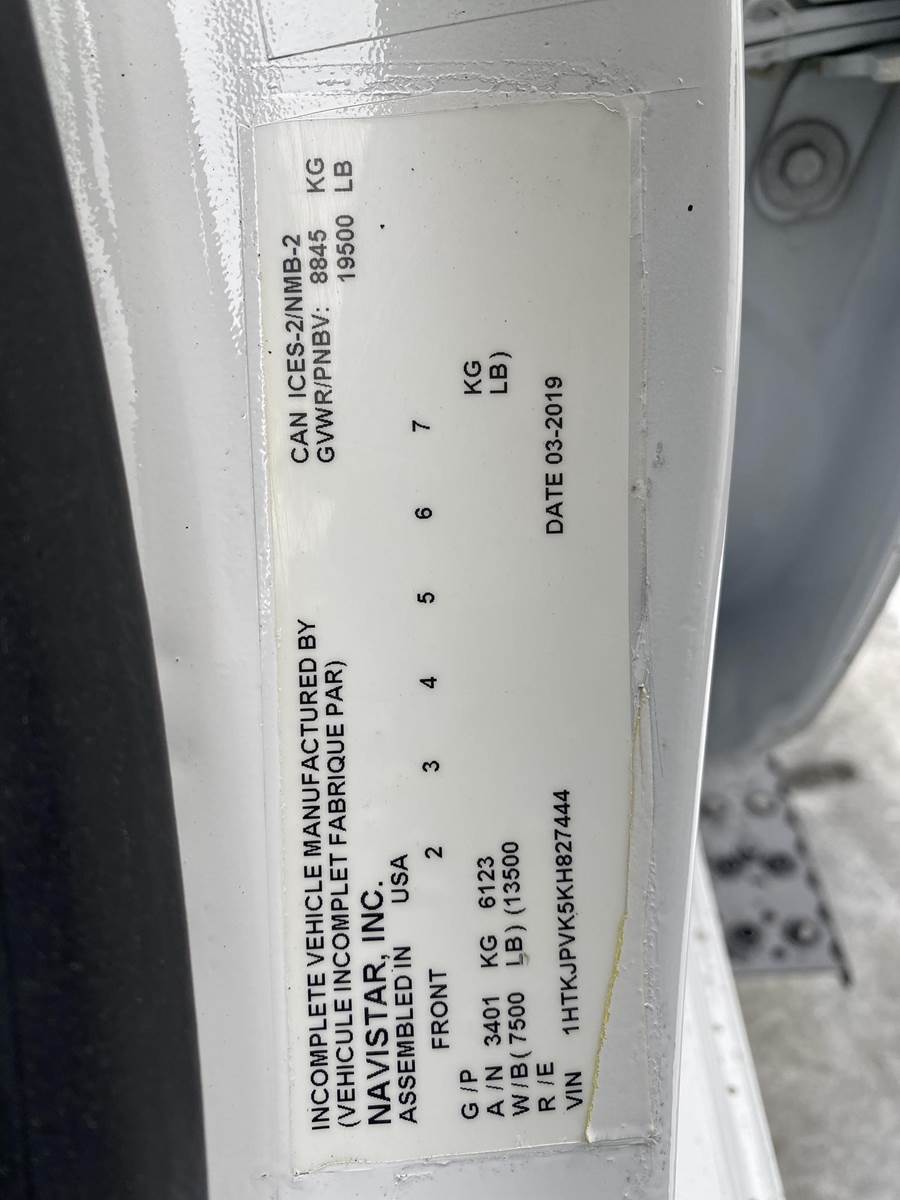 INCOMPLETE VEHICLE MANUFACTURED BY
(VEHICULE INCOMPLET FABRIQUE PAR)
NAVISTAR, INC.
ASSEMBLED IN USA
CAN ICES-2/NMB-2
GVWR/PNBV: 8845 KG
19500 LB
FRONT 2 3 4 5 6 7
G /P
A /N 3401 KG 6123 KG
W/B( 7500 LB) (13500 LB)
R /E
VIN 1HTKJPVK5KH827444 DATE 03-2019